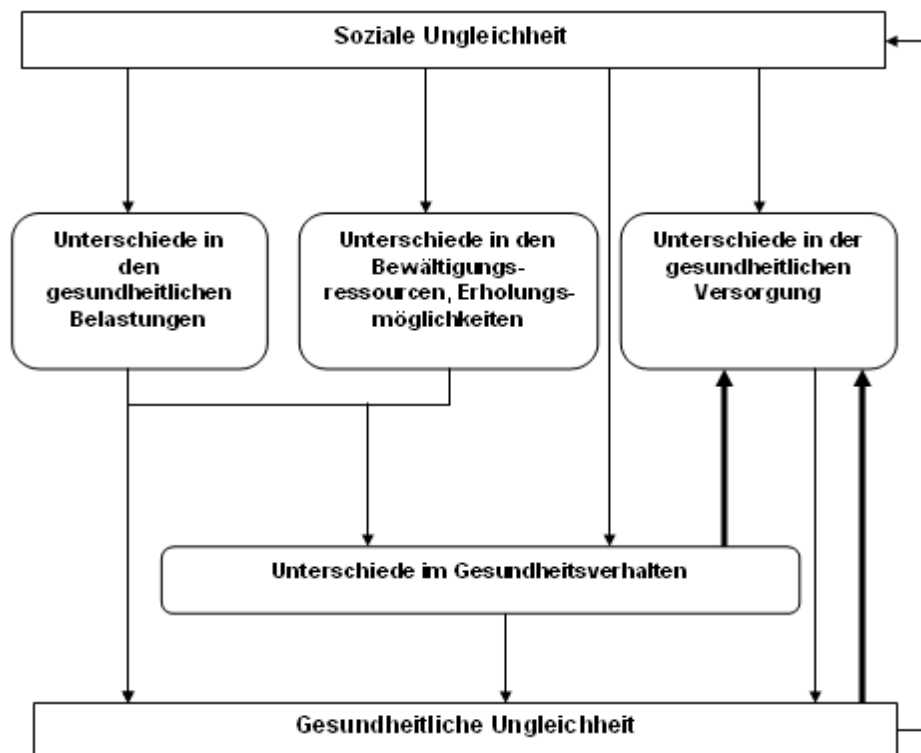 Soziale Ungleichheit
Unterschiede in
den
gesundheitlichen
Belastungen
Unterschiede in den
Bewältigungs-
ressourcen, Erholungs-
möglichkeiten
Unterschiede in der
gesundheitlichen
Versorgung
Unterschiede im Gesundheitsverhalten
Gesundheitliche Ungleichheit